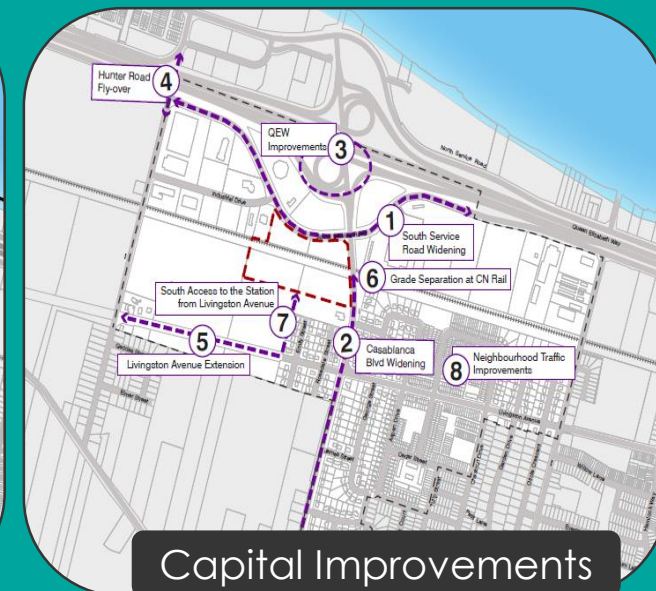 Hunter Road
Fly-over
4
QEW
Improvements
3
North Service Road
Queen Elizabeth Way
Industrial Drive
1
South Service
Road Widening
6
Grade Separation at CN Rail
South Access to the Station
from Livingston Avenue
7
5
Livingston Avenue Extension
2
Casablanca
Blvd Widening
8
Neighbourhood Traffic
Improvements
Livingston Avenue
Capital Improvements